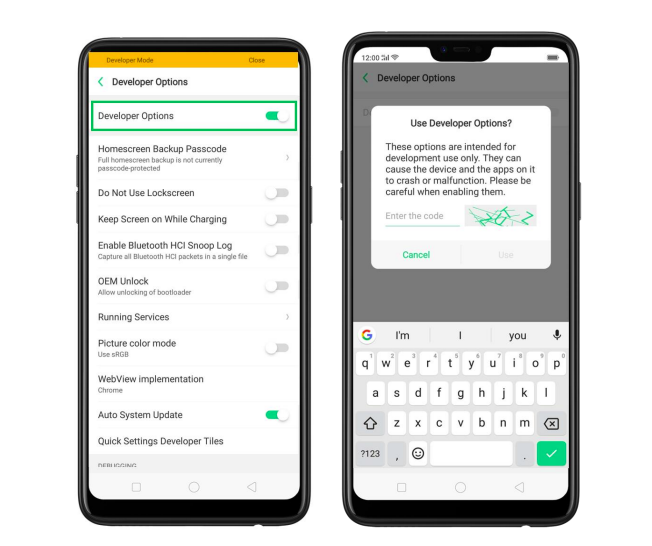 Developer Mode Close
Developer Options
Developer Options
Homescreen Backup Passcode
Full homescreen backup is not currently
passcode-protected
Do Not Use Lockscreen
Keep Screen on While Charging
Enable Bluetooth HCI Snoop Log
Capture all Bluetooth HCI packets in a single file
OEM Unlock
Allow unlocking of bootloader
Running Services
Picture color mode
Use sRGB
WebView implementation
Chrome
Auto System Update
Quick Settings Developer Tiles
DEBUGGING
12:00
Developer Options
Use Developer Options?
These options are intended for
development use only. They can
cause the device and the apps on it
to crash or malfunction. Please be
careful when enabling them.
Enter the code
Cancel Use
G I'm I you
1 2 3 4 5 6 7 8 9 0
q w e r t y u i o p
a s d f g h j k l
z x c v b n m
?123 , .